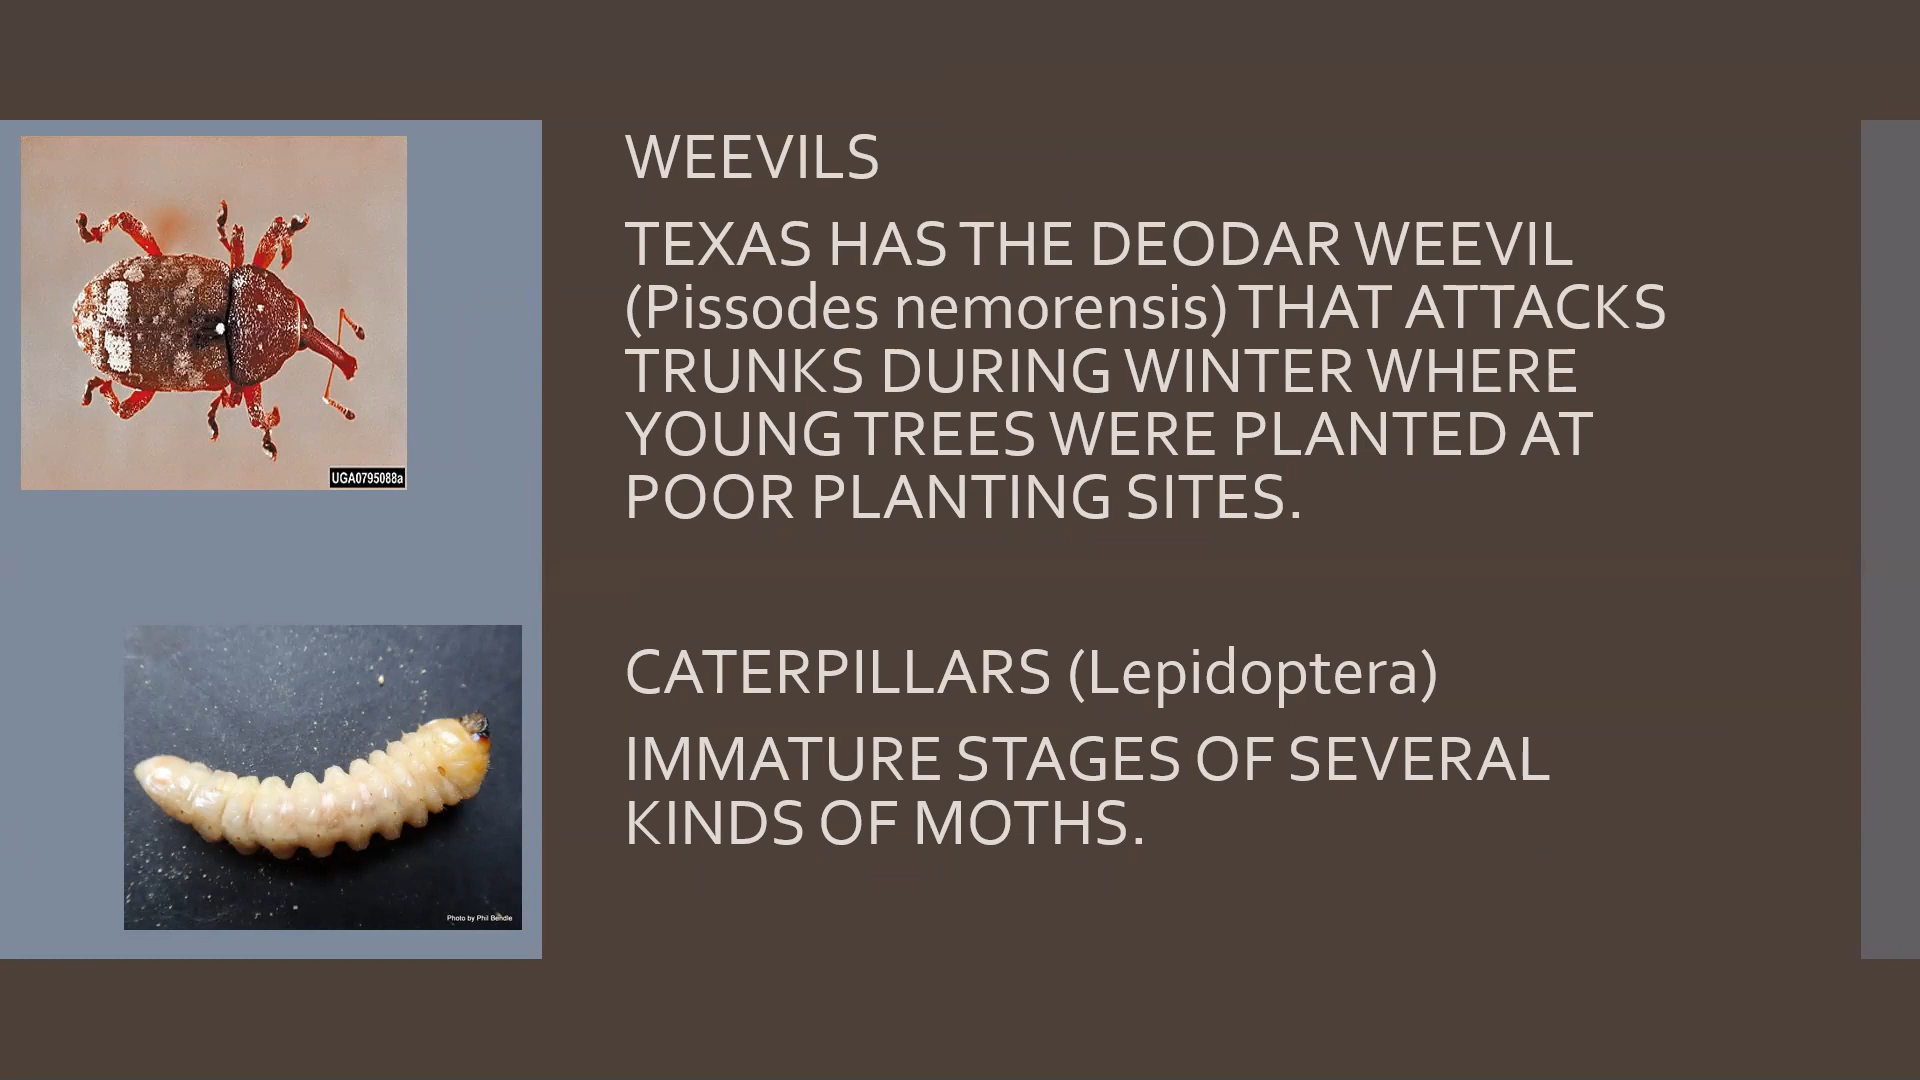 WEEVILS
TEXAS HAS THE DEODAR WEEVIL
(Pissodes nemorensis) THAT ATTACKS
TRUNKS DURING WINTER WHERE
YOUNG TREES WERE PLANTED AT
POOR PLANTING SITES.
UGA0795088a
CATERPILLARS (Lepidoptera)
IMMATURE STAGES OF SEVERAL
KINDS OF MOTHS.
Photo by Phil Bendle